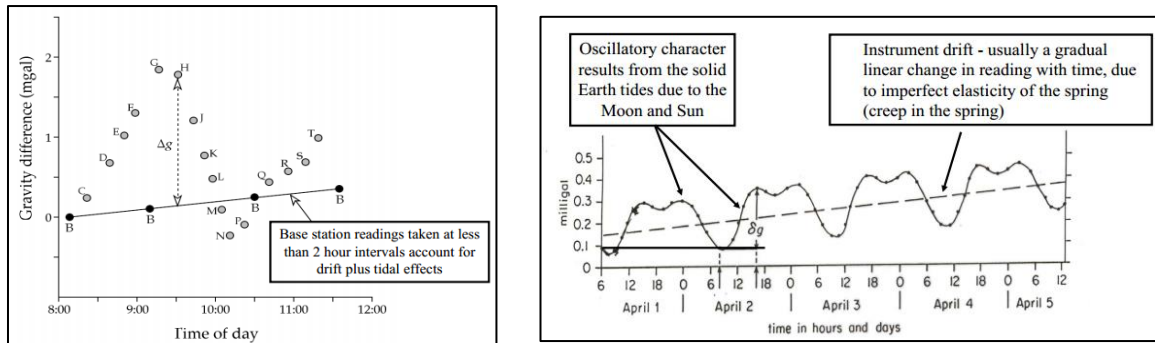 Gravity difference (mgal)
2
1
0
G
H
F
E
J
D
Δg
K
T
C
L
S
R
Q
M
P
N
B
B
B
B
Base station readings taken at less
than 2 hour intervals account for
drift plus tidal effects
8:00
9:00
10:00
11:00
12:00
Time of day
Oscillatory character
results from the solid
Earth tides due to the
Moon and Sun
Instrument drift - usually a gradual
linear change in reading with time, due
to imperfect elasticity of the spring
(creep in the spring)
milligal
0.5
0.4
0.3
0.2
0.1
0
δg
6 12 18 0 6 12 18 0 6 12 18 0 6 12 18 0 6 12
April 1 April 2 April 3 April 4 April 5
time in hours and days